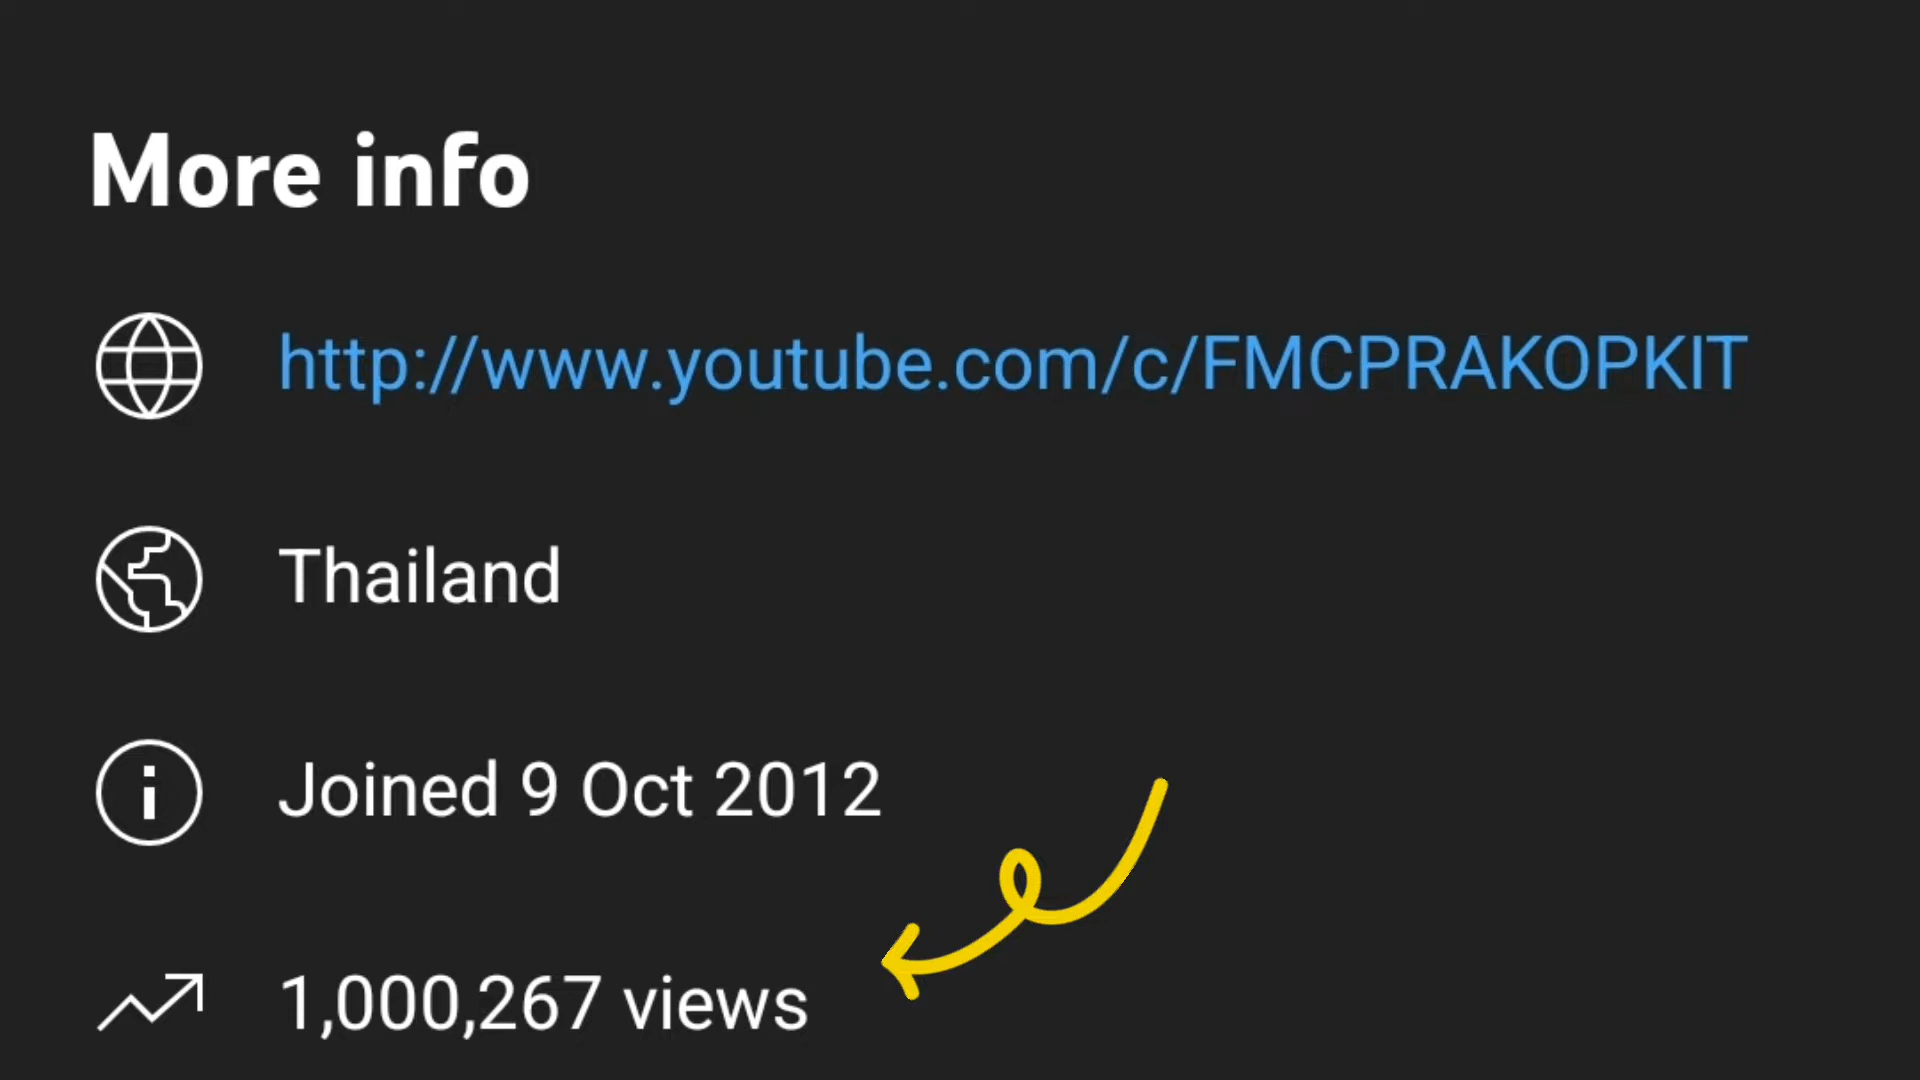 More info
http://www.youtube.com/c/FMCPRAKOPKIT
Thailand
Joined 9 Oct 2012
1,000,267 views